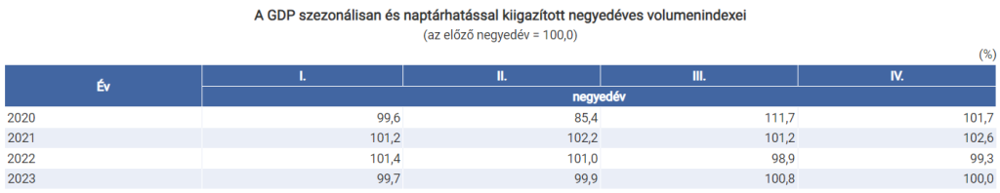 A GDP szezonálisan és naptárhatással kiigazított negyedéves volumenindexei
(az előző negyedév = 100,0)
(%)
Év I. II. III. IV.
negyedév
2020 99,6 85,4 111,7 101,7
2021 101,2 102,2 101,2 102,6
2022 101,4 101,0 98,9 99,3
2023 99,7 99,9 100,8 100,0